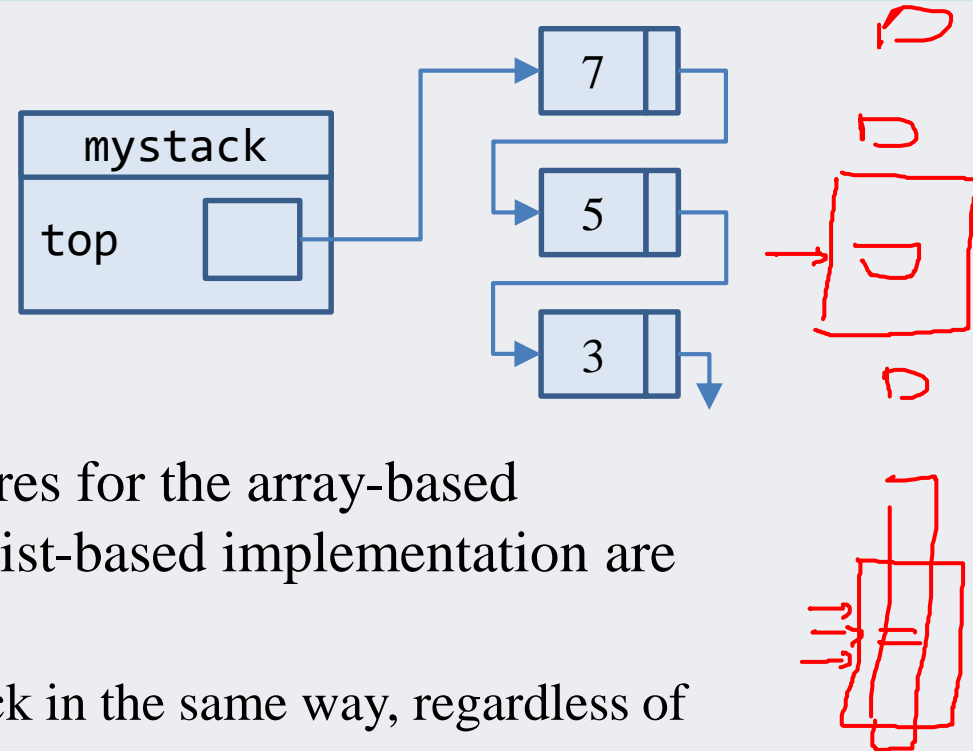 7
mystack
5
top
3
res for the array-based
ist-based implementation are
ck in the same way, regardless of